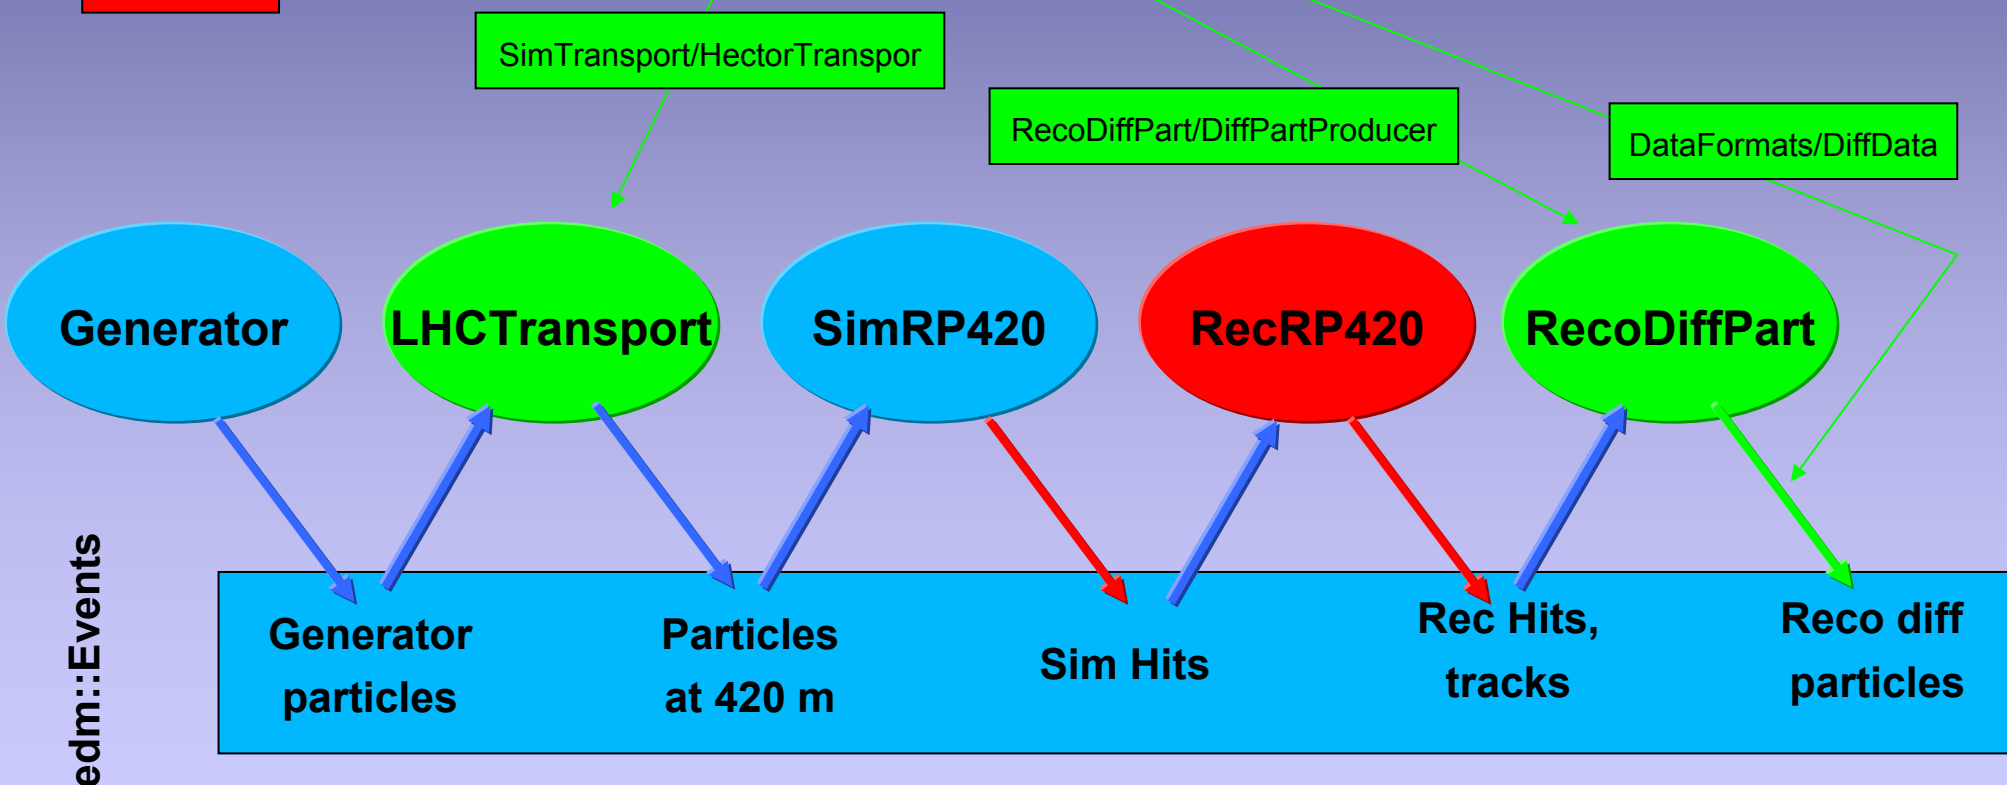 SimTransport/HectorTranspor
RecoDiffPart/DiffPartProducer
DataFormats/DiffData
Generator
LHCTransport
SimRP420
RecRP420
RecoDiffPart
edm::Events
Generator
particles
Particles
at 420 m
Sim Hits
Rec Hits,
tracks
Reco diff
particles